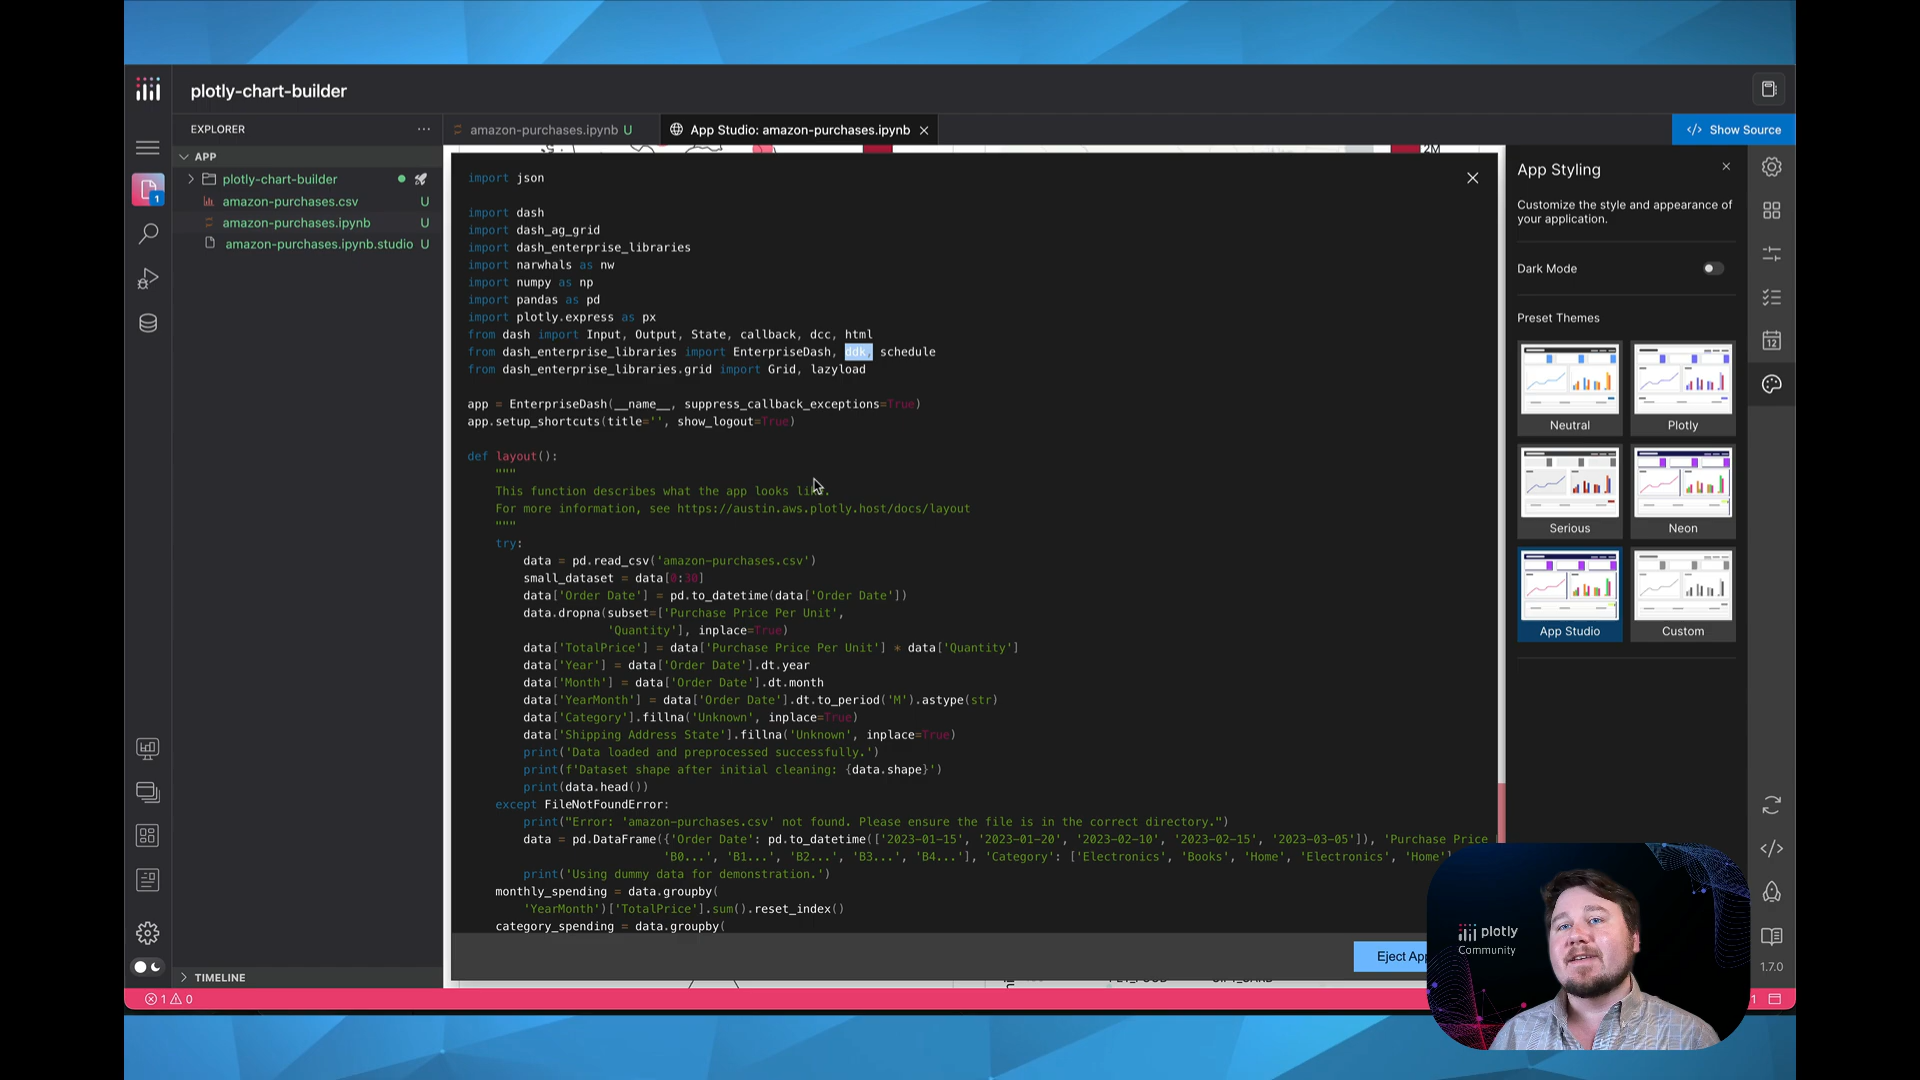 plotly-chart-builder
EXPLORER
amazon-purchases.ipynb U
App Studio: amazon-purchases.ipynb
Show Source
APP
plotly-chart-builder
amazon-purchases.csv U
amazon-purchases.ipynb U
amazon-purchases.ipynb.studio U
2M
import json
import dash
import dash_ag_grid
import dash_enterprise_libraries
import narwhals as nw
import numpy as np
import pandas as pd
import plotly.express as px
from dash import Input, Output, State, callback, dcc, html
from dash_enterprise_libraries import EnterpriseDash, ddk, schedule
from dash_enterprise_libraries.grid import Grid, lazyload
app = EnterpriseDash(__name__, suppress_callback_exceptions=True)
app.setup_shortcuts(title='', show_logout=True)
def layout():
"""
This function describes what the app looks
For more information, see https://austin.aws.plotly.host/docs/layout
"""
try:
data = pd.read_csv('amazon-purchases.csv')
small_dataset = data[0:30]
data['Order Date'] = pd.to_datetime(data['Order Date'])
data.dropna(subset=['Purchase Price Per Unit',
'Quantity'], inplace=True)
data['TotalPrice'] = data['Purchase Price Per Unit'] * data['Quantity']
data['Year'] = data['Order Date'].dt.year
data['Month'] = data['Order Date'].dt.month
data['YearMonth'] = data['Order Date'].dt.to_period('M').astype(str)
data['Category'].fillna('Unknown', inplace=True)
data['Shipping Address State'].fillna('Unknown', inplace=True)
print('Data loaded and preprocessed successfully.')
print(f'Dataset shape after initial cleaning: {data.shape}')
print(data.head())
except FileNotFoundError:
print("Error: 'amazon-purchases.csv' not found. Please ensure the file is in the correct directory.")
data = pd.DataFrame({'Order Date': pd.to_datetime(['2023-01-15', '2023-01-20', '2023-02-10', '2023-02-15', '2023-03-05']), 'Purchase Price
'B0...', 'B1...', 'B2...', 'B3...', 'B4...'], 'Category': ['Electronics', 'Books', 'Home', 'Electronics', 'Home']
print('Using dummy data for demonstration.')
monthly_spending = data.groupby(
'YearMonth')['TotalPrice'].sum().reset_index()
category_spending = data.groupby(
Eject App
App Styling
Customize the style and appearance of
your application.
Dark Mode
Preset Themes
Neutral
Plotly
Serious
Neon
App Studio
Custom
12
1
TIMELINE
1 0
plotly
Community
1.7.0
1